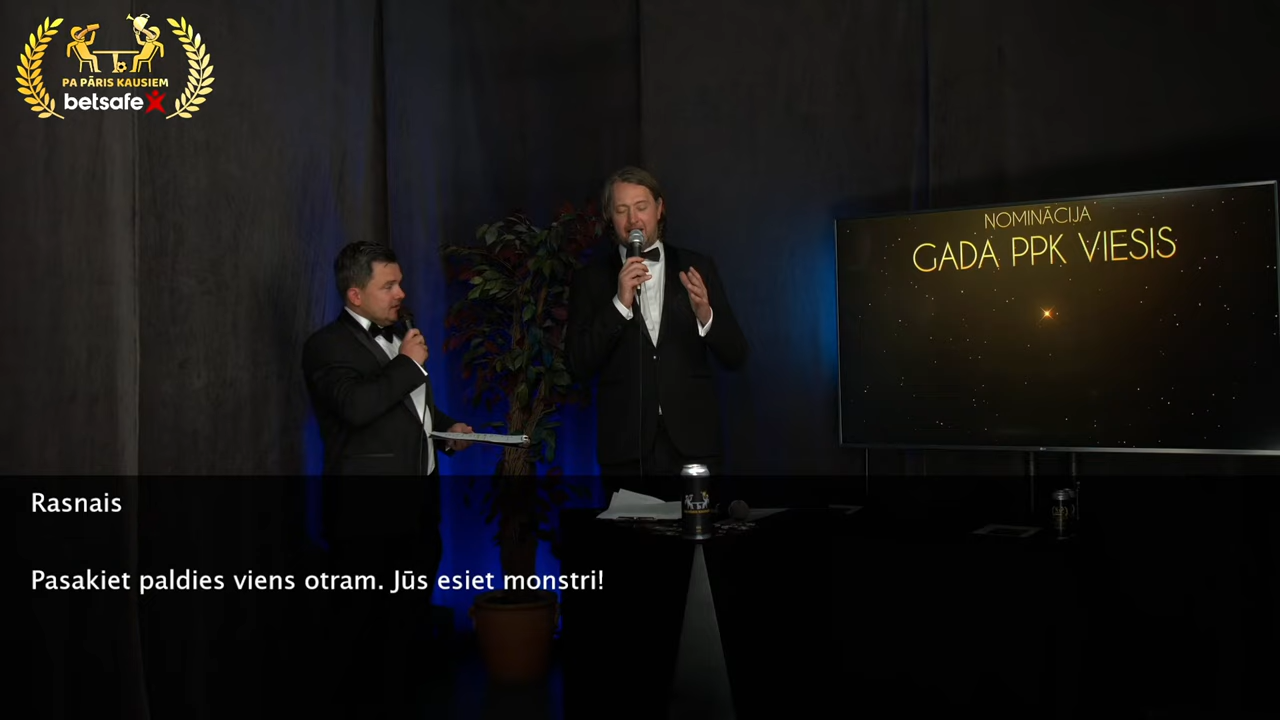 PA PĀRIS KAUSIEM
betsafe
NOMINĀCIJA
GADA PPK VIESIS
Rasnais
Pasakiet paldies viens otram. Jūs esiet monstri!